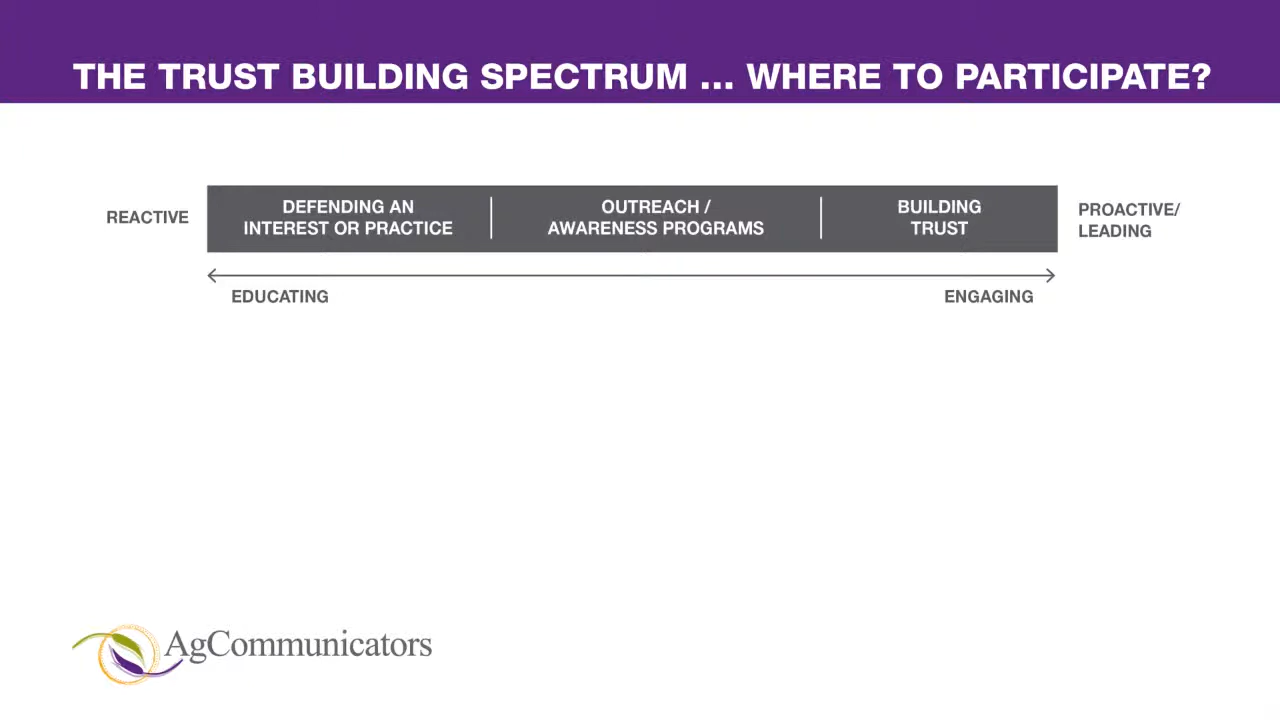 THE TRUST BUILDING SPECTRUM ... WHERE TO PARTICIPATE?
REACTIVE
DEFENDING AN
INTEREST OR PRACTICE
OUTREACH /
AWARENESS PROGRAMS
BUILDING
TRUST
PROACTIVE/
LEADING
EDUCATING
ENGAGING
AgCommunicators